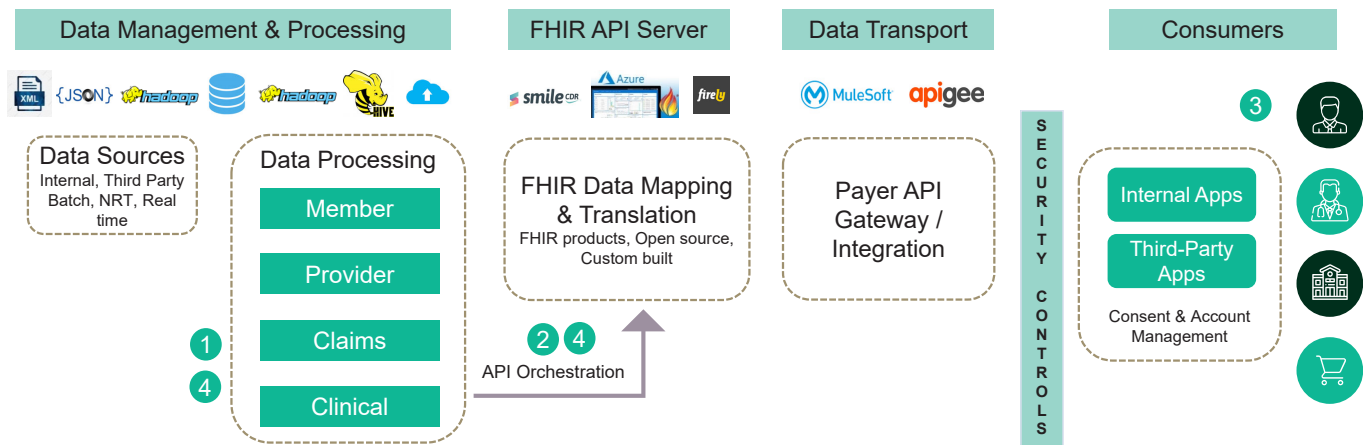 Data Management & Processing
FHIR API Server
Data Transport
Consumers
XML
{JSON}
hadoop
hadoop
HIVE
smile CDR
Azure
firely
MuleSoft
apigee
Data Sources
Internal, Third Party
Batch, NRT, Real
time
Data Processing
Member
Provider
Claims
Clinical
1
4
FHIR Data Mapping
& Translation
FHIR products, Open source,
Custom built
2 4
API Orchestration
Payer API
Gateway /
Integration
SECURITY CONTROLS
3
Internal Apps
Third-Party
Apps
Consent & Account
Management